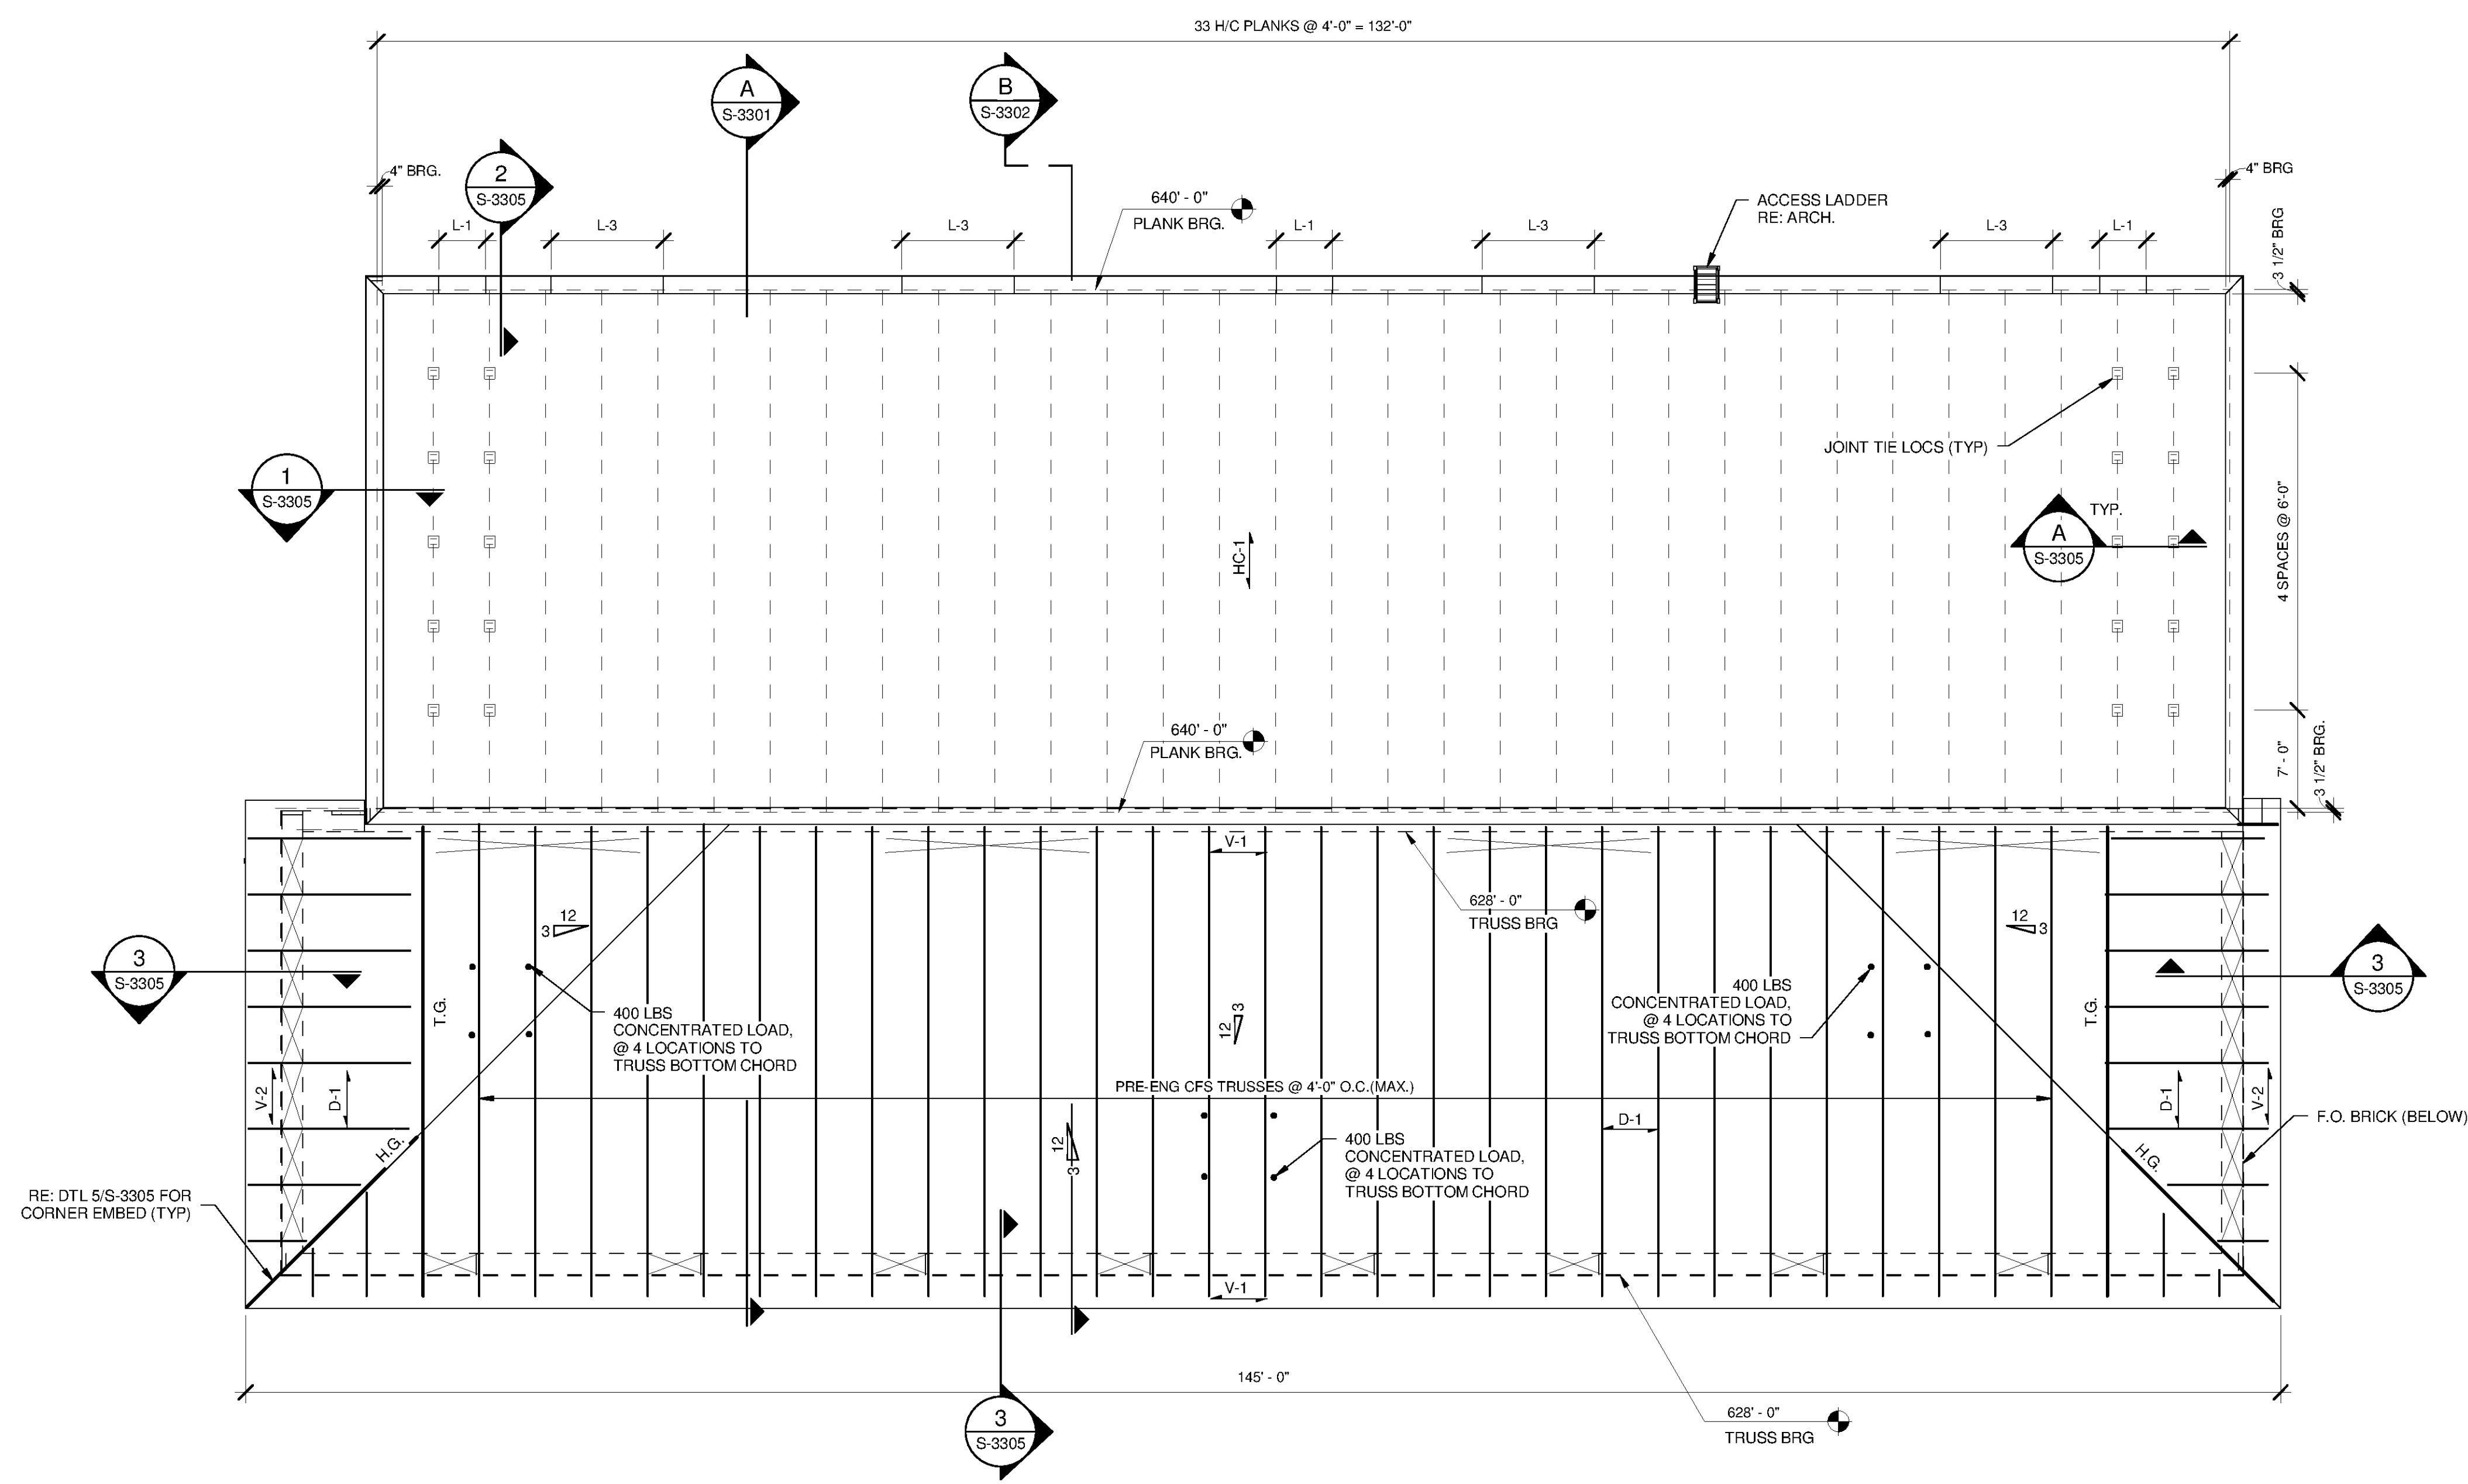 33 H/C PLANKS @ 4'-0" = 132'-0"
A
S-3301
B
S-3302
2
S-3305
4" BRG.
4" BRG
640' - 0"
PLANK BRG.
ACCESS LADDER
RE: ARCH.
L-1
L-3
L-3
L-1
L-3
L-3
L-1
3 1/2" BRG
JOINT TIE LOCS (TYP)
1
S-3305
TYP.
A
S-3305
4 SPACES @ 6'-0"
HC-1
640' - 0"
PLANK BRG.
7' - 0"
3 1/2" BRG.
V-1
628' - 0"
TRUSS BRG
12
3
12
3
3
S-3305
3
S-3305
T.G.
T.G.
400 LBS
CONCENTRATED LOAD,
@ 4 LOCATIONS TO
TRUSS BOTTOM CHORD
12
3
400 LBS
CONCENTRATED LOAD,
@ 4 LOCATIONS TO
TRUSS BOTTOM CHORD
PRE-ENG CFS TRUSSES @ 4'-0" O.C.(MAX.)
V-2
D-1
D-1
D-1
V-2
F.O. BRICK (BELOW)
H.G.
12
3
400 LBS
CONCENTRATED LOAD,
@ 4 LOCATIONS TO
TRUSS BOTTOM CHORD
H.G.
RE: DTL 5/S-3305 FOR
CORNER EMBED (TYP)
V-1
145' - 0"
3
S-3305
628' - 0"
TRUSS BRG